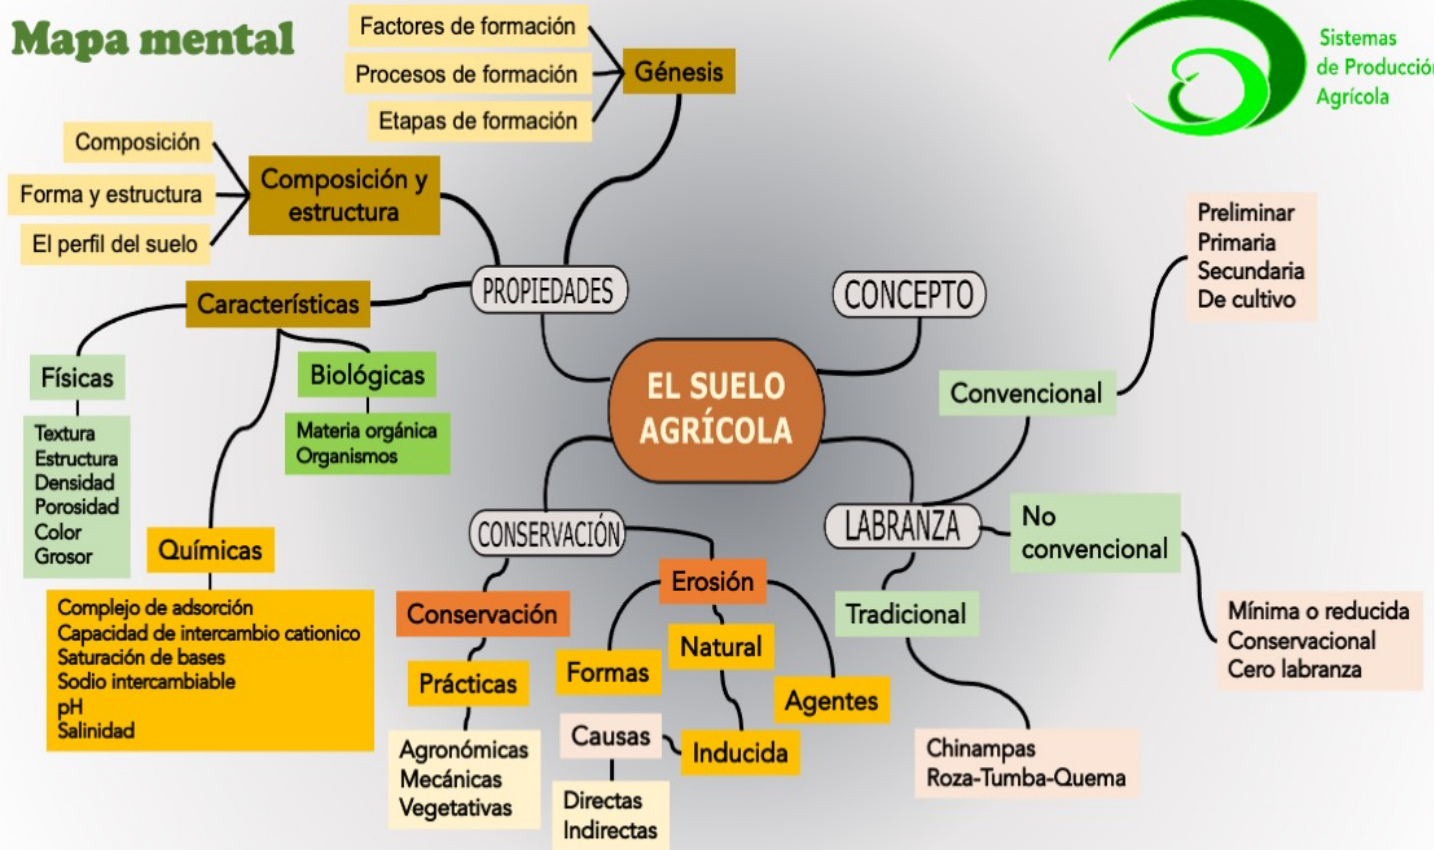 Mapa mental
Factores de formación
Procesos de formación
Etapas de formación
Génesis
Sistemas
de Producción
Agrícola
Composición
Forma y estructura
El perfil del suelo
Composición y
estructura
PROPIEDADES
CONCEPTO
Preliminar
Primaria
Secundaria
De cultivo
Característicias
Físicas
Biológicas
Textura
Estructura
Densidad
Porosidad
Color
Grosor
Materia orgánica
Organismos
Químicas
Complejo de adsorción
Capacidad de intercambio cationico
Saturación de bases
Sodio intercambiable
pH
Salinidad
EL SUELO
AGRÍCOLA
Convencional
CONSERVACIÓN
LABRANZA
No
convencional
Conservación
Erosión
Tradicional
Mínima o reducida
Conservacional
Cero labranza
Prácticas
Formas
Natural
Agentes
Agronómicas
Mecánicas
Vegetativas
Causas
Inducida
Directas
Indirectas
Chinampas
Roza-Tumba-Quema